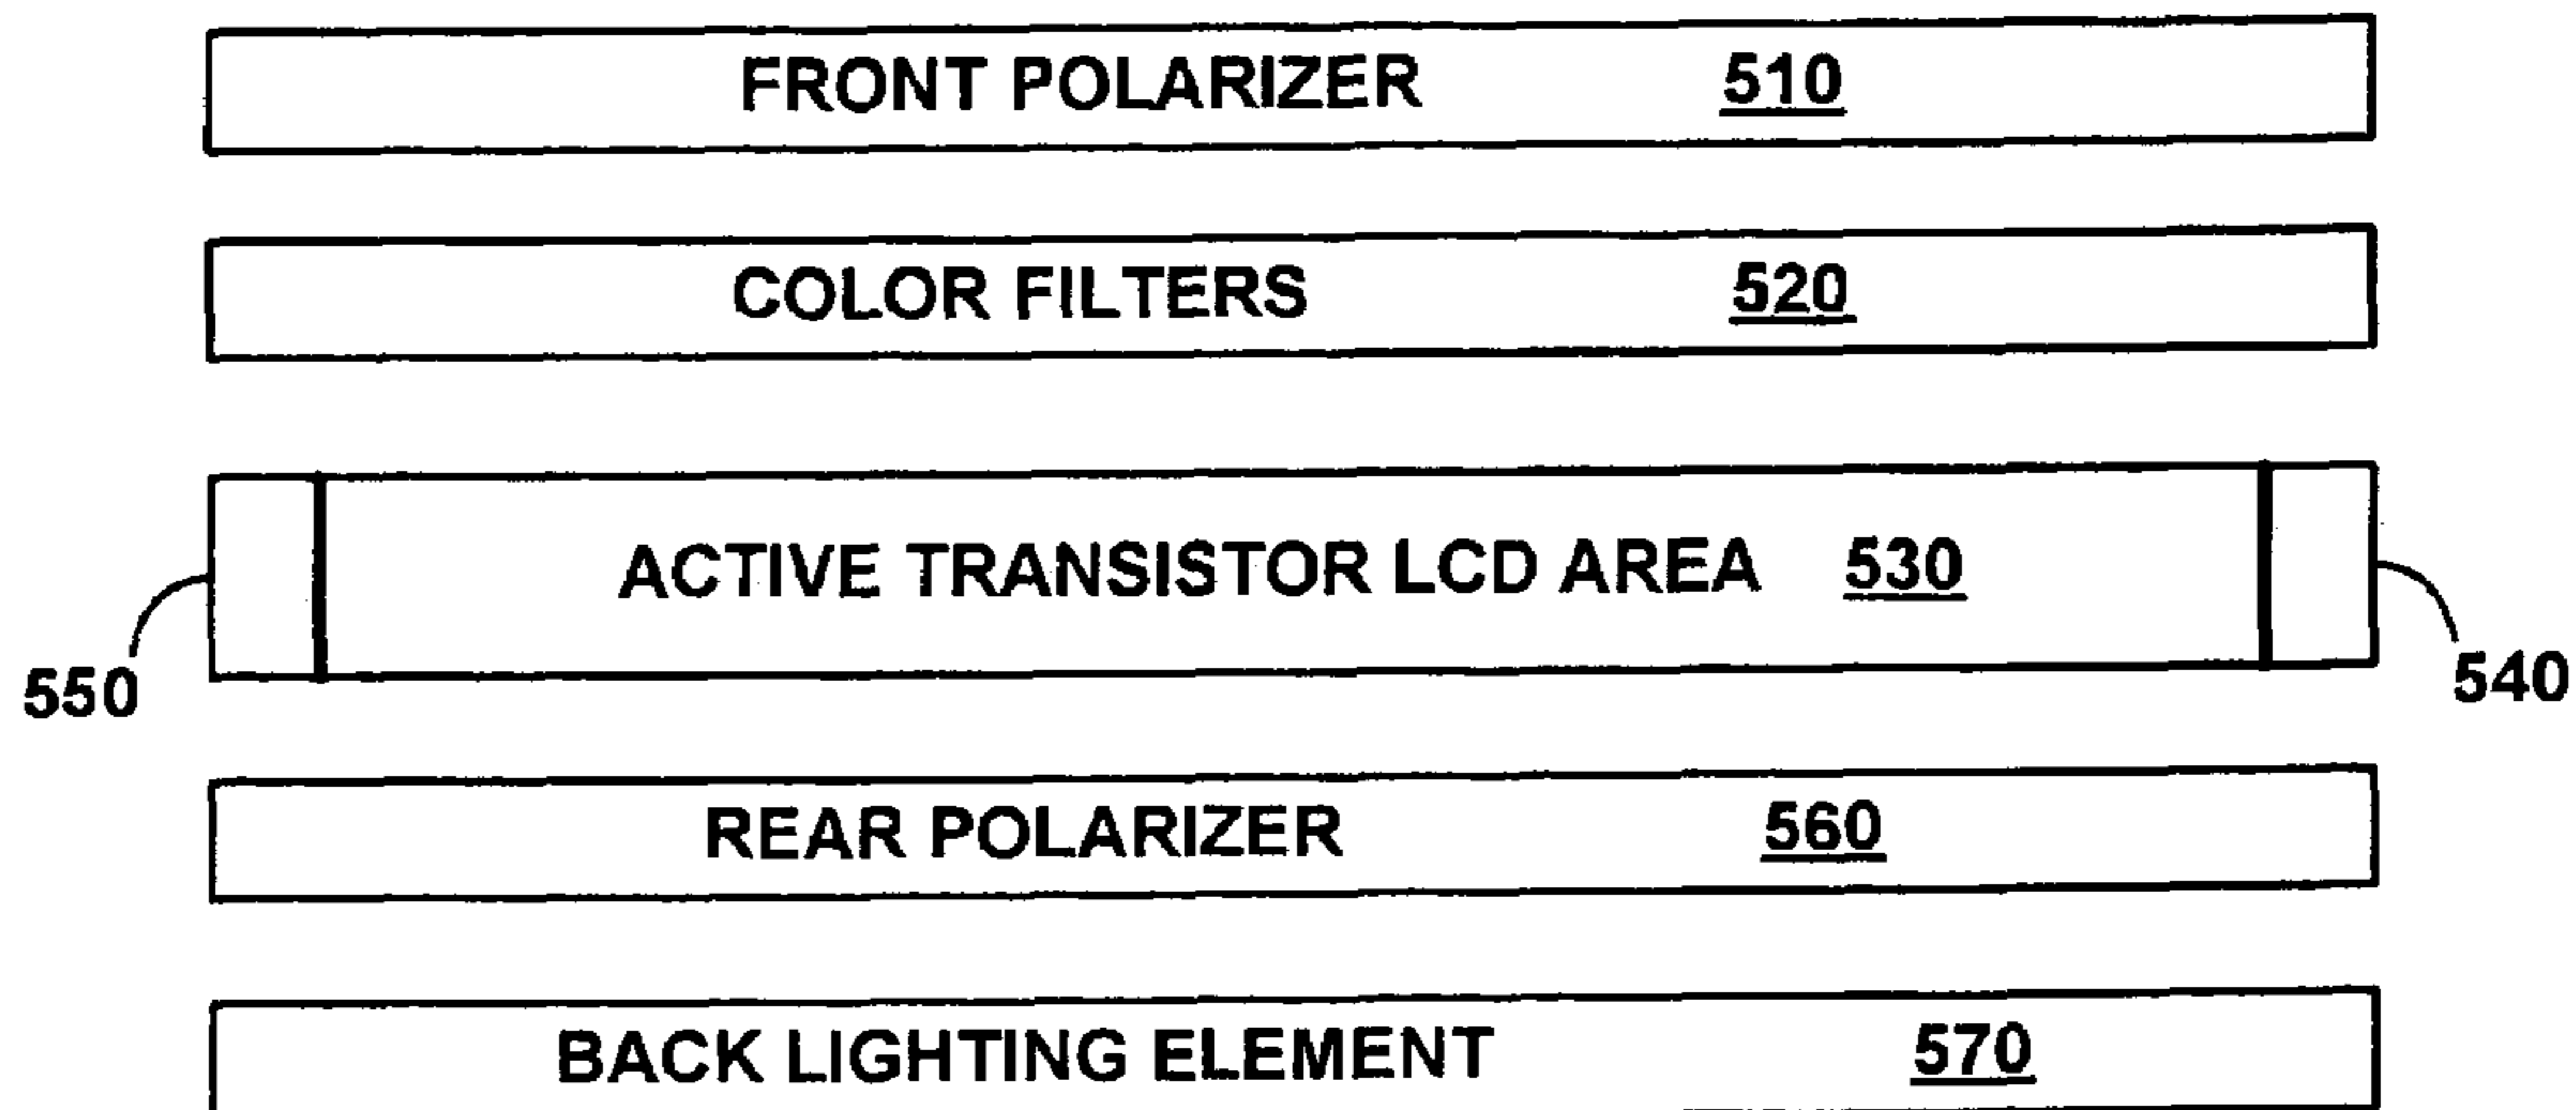 FRONT POLARIZER 510
COLOR FILTERS 520
ACTIVE TRANSISTOR LCD AREA 530
550
540
REAR POLARIZER 560
BACK LIGHTING ELEMENT 570